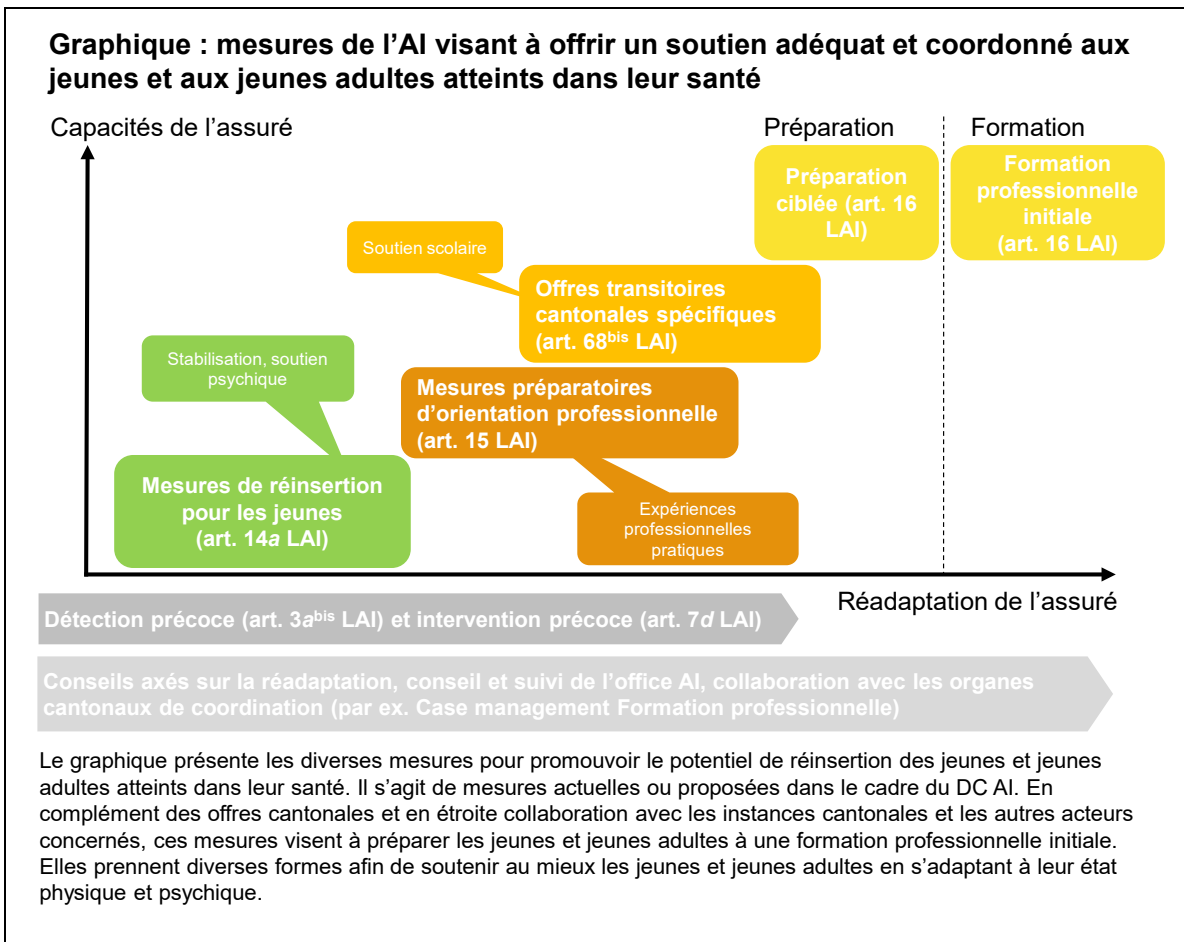 Graphique : mesures de l’AI visant à offrir un soutien adéquat et coordonné aux
jeunes et aux jeunes adultes atteints dans leur santé
Capacités de l’assuré
Préparation
Formation
Préparation
ciblée (art. 16
LAI)
Formation
professionnelle
initiale
(art. 16 LAI)
Soutien scolaire
Offres transitoires
cantonales spécifiques
(art. 68bis LAI)
Stabilisation, soutien
psychique
Mesures préparatoires
d’orientation professionnelle
(art. 15 LAI)
Mesures de réinsertion
pour les jeunes
(art. 14a LAI)
Expériences
professionnelles
pratiques
Réadaptation de l’assuré
Détection précoce (art. 3abis LAI) et intervention précoce (art. 7d LAI)
Conseils axés sur la réadaptation, conseil et suivi de l’office AI, collaboration avec les organes
cantonaux de coordination (par ex. Case management Formation professionnelle)
Le graphique présente les diverses mesures pour promouvoir le potentiel de réinsertion des jeunes et jeunes
adultes atteints dans leur santé. Il s’agit de mesures actuelles ou proposées dans le cadre du DC AI. En
complément des offres cantonales et en étroite collaboration avec les instances cantonales et les autres acteurs
concernés, ces mesures visent à préparer les jeunes et jeunes adultes à une formation professionnelle initiale.
Elles prennent diverses formes afin de soutenir au mieux les jeunes et jeunes adultes en s’adaptant à leur état
physique et psychique.